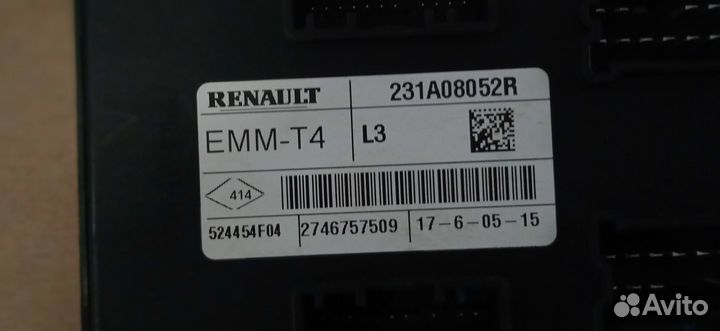 RENAULT 231A08052R
EMM-T4 L3
414
524454F04 2746757509 17-6-05-15
Avito